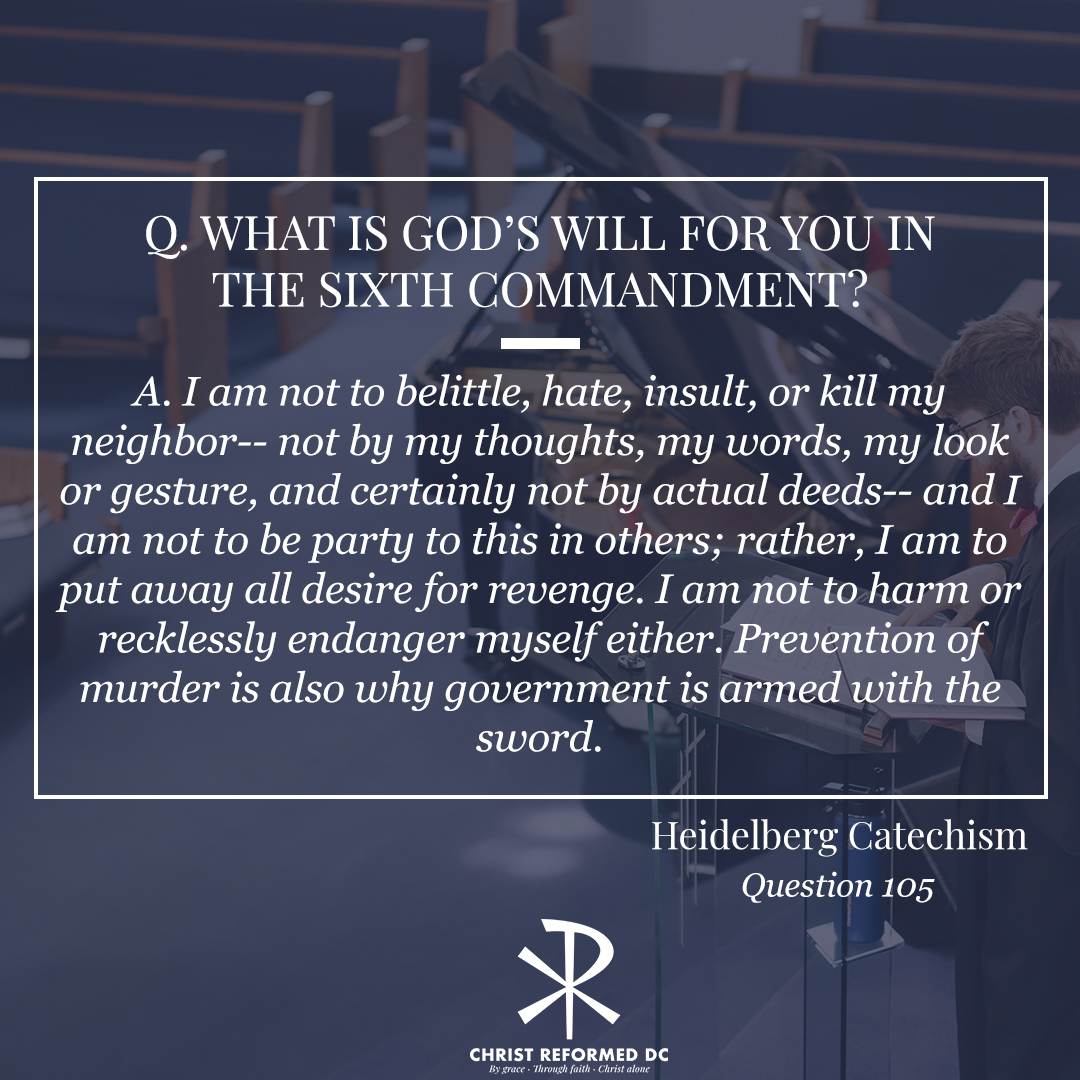 Q. WHAT IS GOD’S WILL FOR YOU IN
THE SIXTH COMMANDMENT?
A. I am not to belittle, hate, insult, or kill my
neighbor-- not by my thoughts, my words, my look
or gesture, and certainly not by actual deeds-- and I
am not to be party to this in others; rather, I am to
put away all desire for revenge. I am not to harm or
recklessly endanger myself either. Prevention of
murder is also why government is armed with the
sword.
Heidelberg Catechism
Question 105
CHRIST REFORMED DC
By grace · Through faith · Christ alone